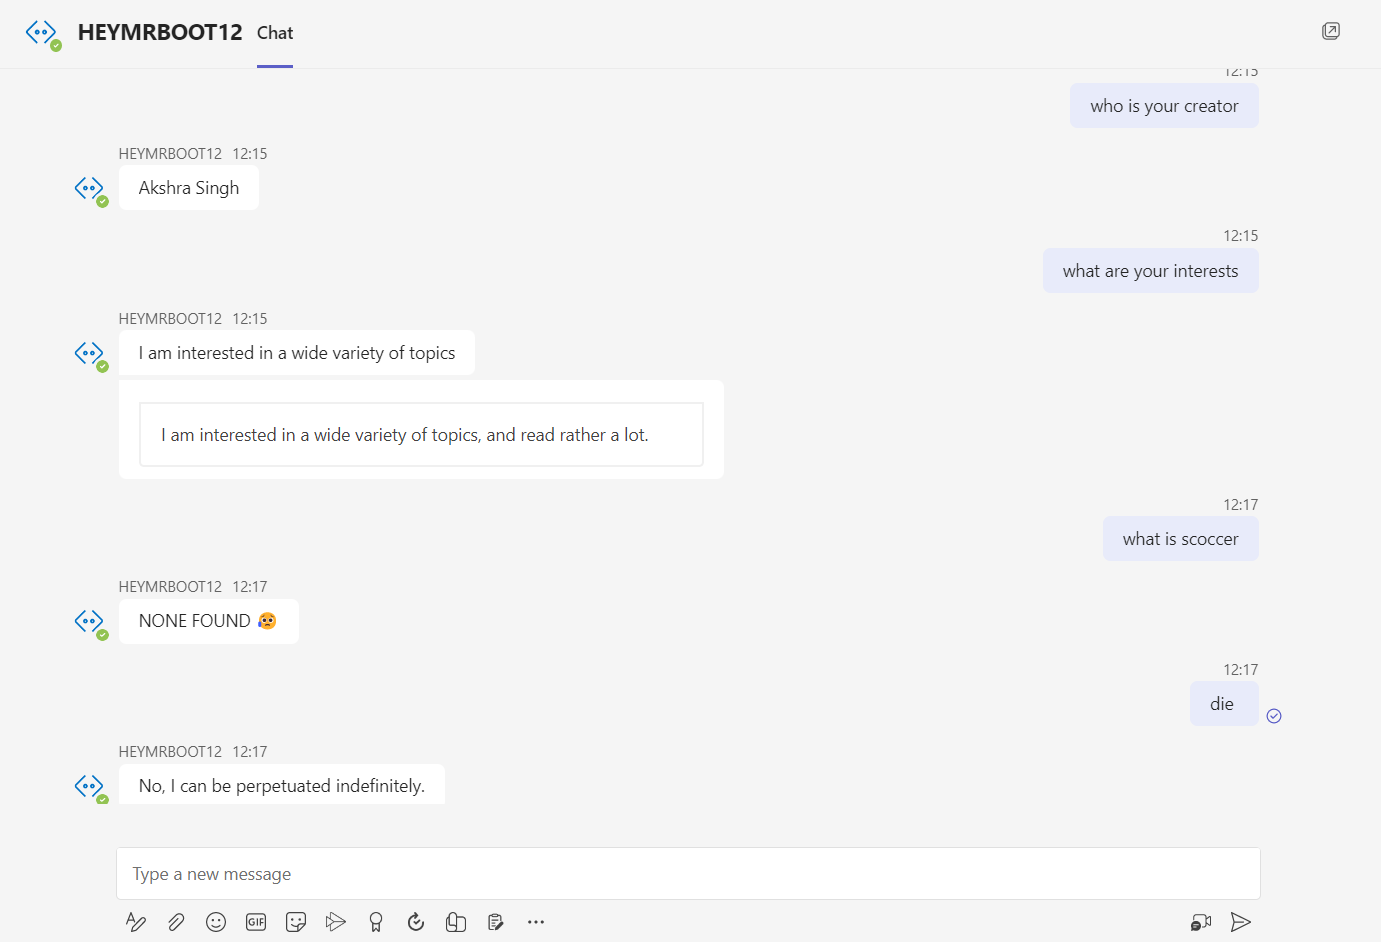 HEYMRBOOT12 Chat
12:15
who is your creator
HEYMRBOOT12 12:15
Akshra Singh
12:15
what are your interests
HEYMRBOOT12 12:15
I am interested in a wide variety of topics
I am interested in a wide variety of topics, and read rather a lot.
12:17
what is scoccer
HEYMRBOOT12 12:17
NONE FOUND 😥
12:17
die
HEYMRBOOT12 12:17
No, I can be perpetuated indefinitely.
Type a new message
GIF